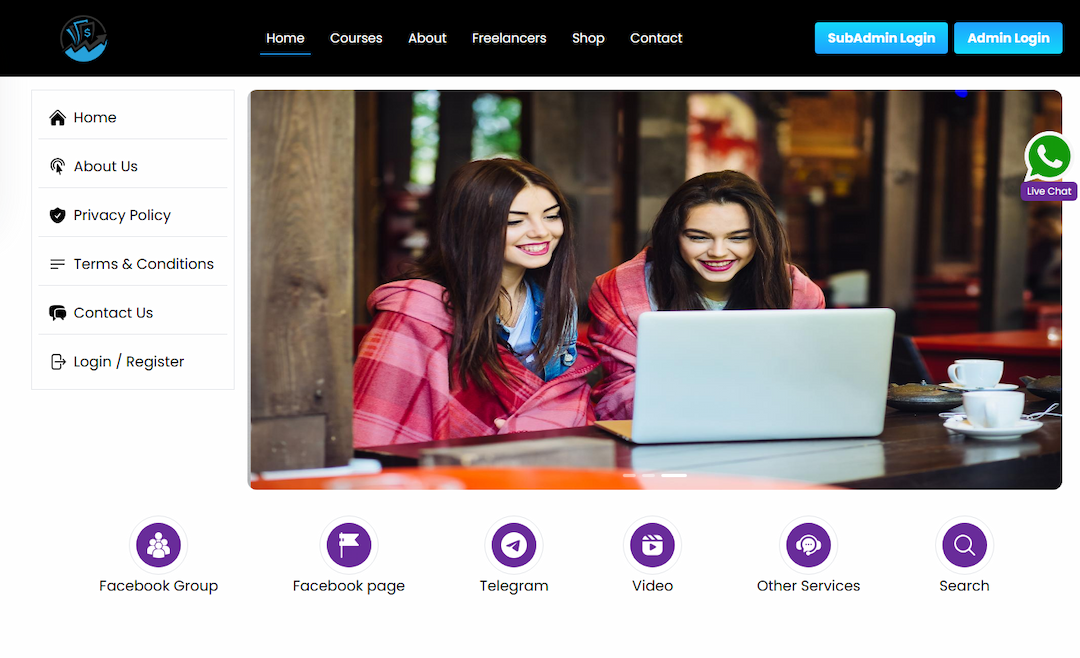 Home
Courses
About
Freelancers
Shop
Contact
SubAdmin Login
Admin Login
Home
About Us
Privacy Policy
Terms & Conditions
Contact Us
Login / Register
Live Chat
Facebook Group
Facebook page
Telegram
Video
Other Services
Search